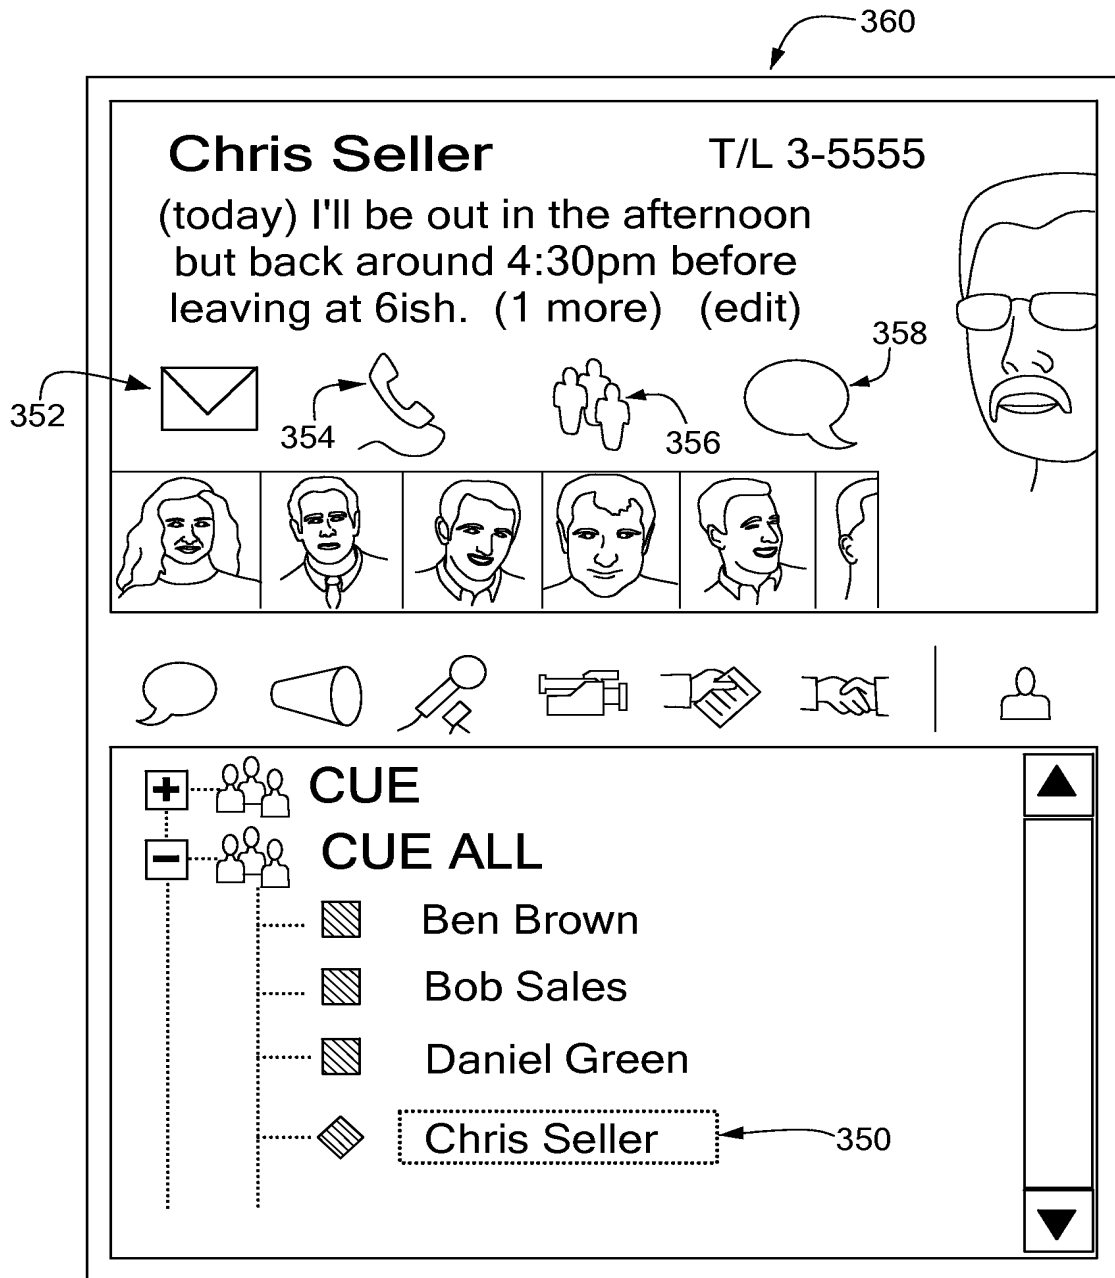 360
Chris Seller T/L 3-5555
(today) I'll be out in the afternoon
but back around 4:30pm before
leaving at 6ish. (1 more) (edit)
358
352
354
356
CUE
CUE ALL
Ben Brown
Bob Sales
Daniel Green
Chris Seller 350